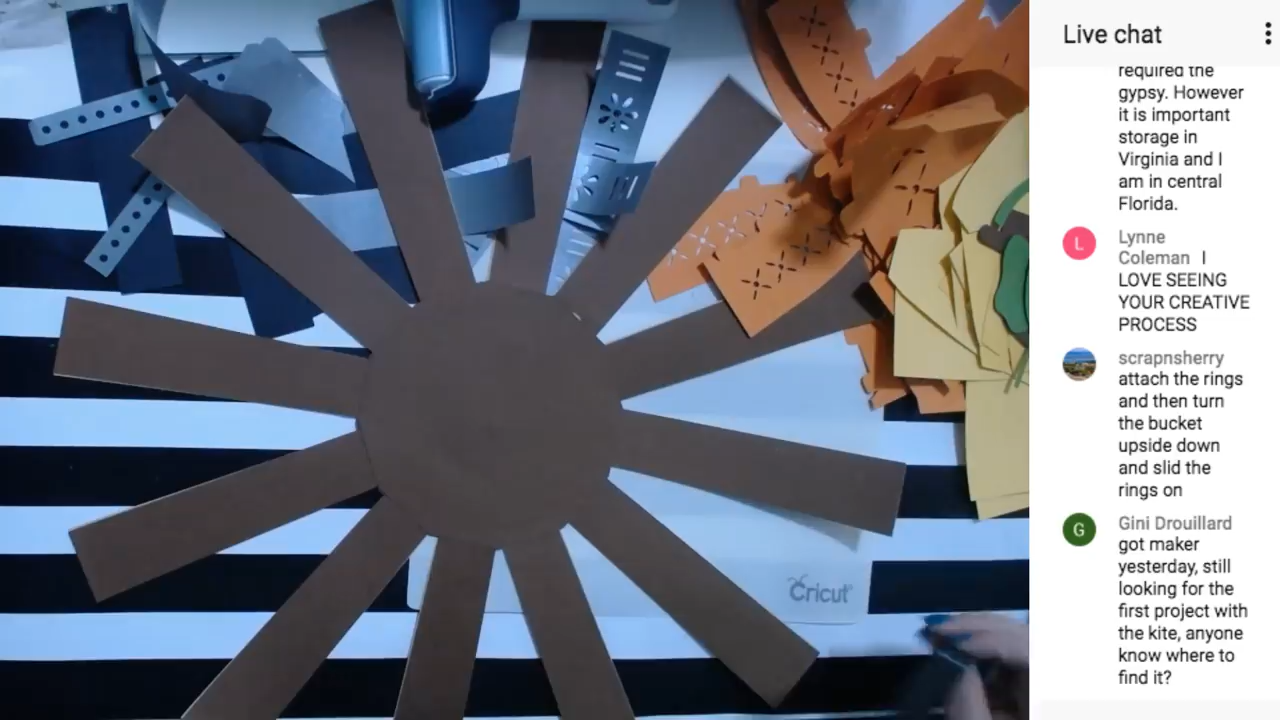 Live chat
required the
gypsy. However
it is important
storage in
Virginia and I
am in central
Florida.
L
Lynne
Coleman I
LOVE SEEING
YOUR CREATIVE
PROCESS
scrapnsherry
attach the rings
and then turn
the bucket
upside down
and slid the
rings on
G
Gini Drouillard
got maker
yesterday, still
looking for the
first project with
the kite, anyone
know where to
find it?
Cricut